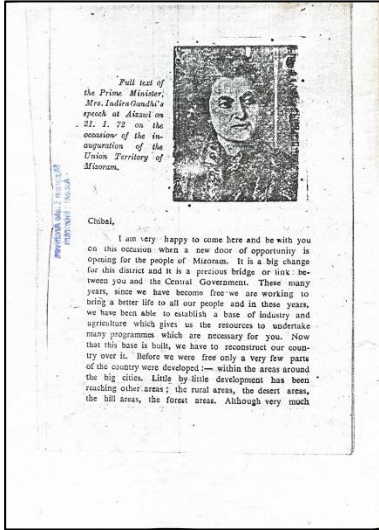 Full text of
the Prime Minister,
Mrs. Indira Gandhi's
speech at Aizawl on
21. 1. 72 on the
occasion of the in-
auguration of the
Union Territory of
Mizoram.
Chibai,
I am very happy to come here and be with you
on this occasion when a new door of opportunity is
opening for the people of Mizoram. It is a big change
for this district and it is a precious bridge or link be-
tween you and the Central Government. These many
years, since we have become free we are working to
bring a better life to all our people and in these years,
we have been able to establish a base of industry and
agriculture which gives us the resources to undertake
many programmes which are necessary for you. Now
that this base is built, we have to reconstruct our coun-
try over it. Before we were free only a very few parts
of the country were developed :— within the areas around
the big cities. Little by little development has been
reaching other areas ; the rural areas, the desert areas,
the hill areas, the forest areas. Although very much